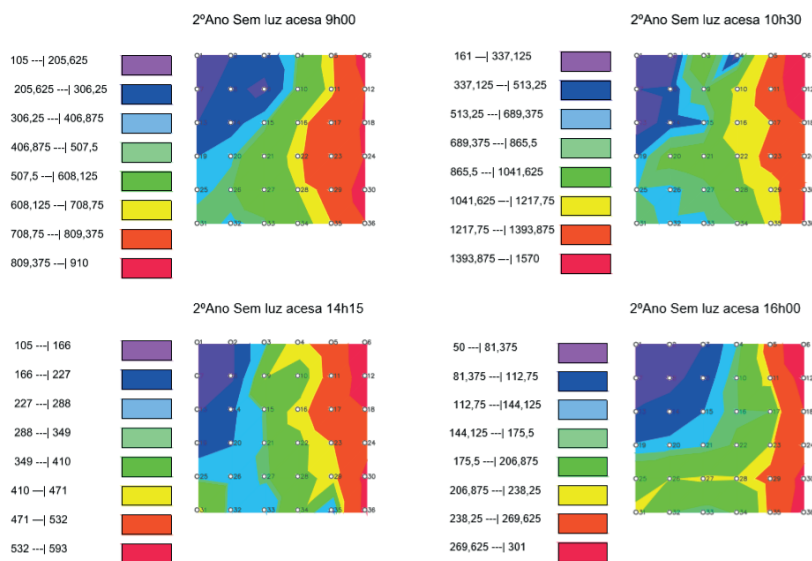 2ºAno Sem luz acesa 9h00
105 ---| 205,625
205,625 ---| 306,25
306,25 ---| 406,875
406,875 ---| 507,5
507,5 ---| 608,125
608,125 ---| 708,75
708,75 ---| 809,375
809,375 ---| 910
2ºAno Sem luz acesa 10h30
161 —| 337,125
337,125 ---| 513,25
513,25 ---| 689,375
689,375 ---| 865,5
865,5 ---| 1041,625
1041,625 ---| 1217,75
1217,75 ---| 1393,875
1393,875 —| 1570
2ºAno Sem luz acesa 14h15
105 ---| 166
166 ---| 227
227 ---| 288
288 ---| 349
349 ---| 410
410 —| 471
471 ---| 532
532 ---| 593
2ºAno Sem luz acesa 16h00
50 ---| 81,375
81,375 ---| 112,75
112,75 ---|144,125
144,125 ---| 175,5
175,5 ---| 206,875
206,875 ---| 238,25
238,25 ---| 269,625
269,625 ---| 301